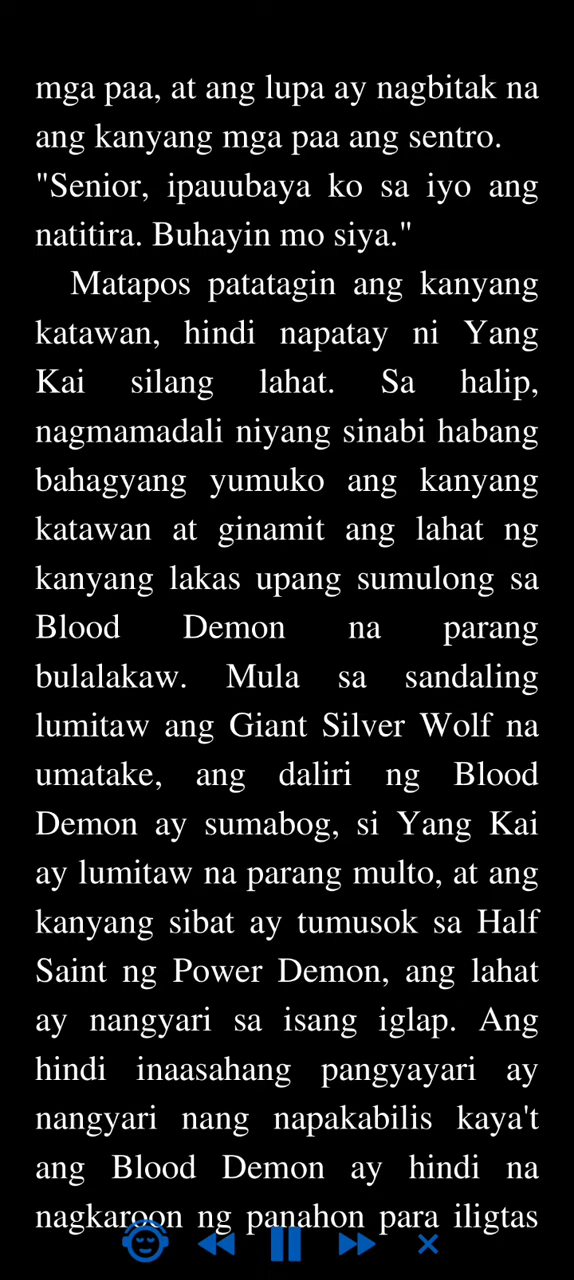 mga paa, at ang lupa ay nagbitak na
ang kanyang mga paa ang sentro.
"Senior, ipauubaya ko sa iyo ang
natitira. Buhayin mo siya."
Matapos patatagin ang kanyang
katawan, hindi napatay ni Yang
Kai silang lahat. Sa halip,
nagmamadali niyang sinabi habang
bahagyang yumuko ang kanyang
katawan at ginamit ang lahat ng
kanyang lakas upang sumulong sa
Blood Demon na parang
bulalakaw. Mula sa sandaling
lumitaw ang Giant Silver Wolf na
umatake, ang daliri ng Blood
Demon ay sumabog, si Yang Kai
ay lumitaw na parang multo, at ang
kanyang sibat ay tumusok sa Half
Saint ng Power Demon, ang lahat
ay nangyari sa isang iglap. Ang
hindi inaasahang pangyayari ay
nangyari nang napakabilis kaya't
ang Blood Demon ay hindi na
nagkaroon ng panahon para iligtas